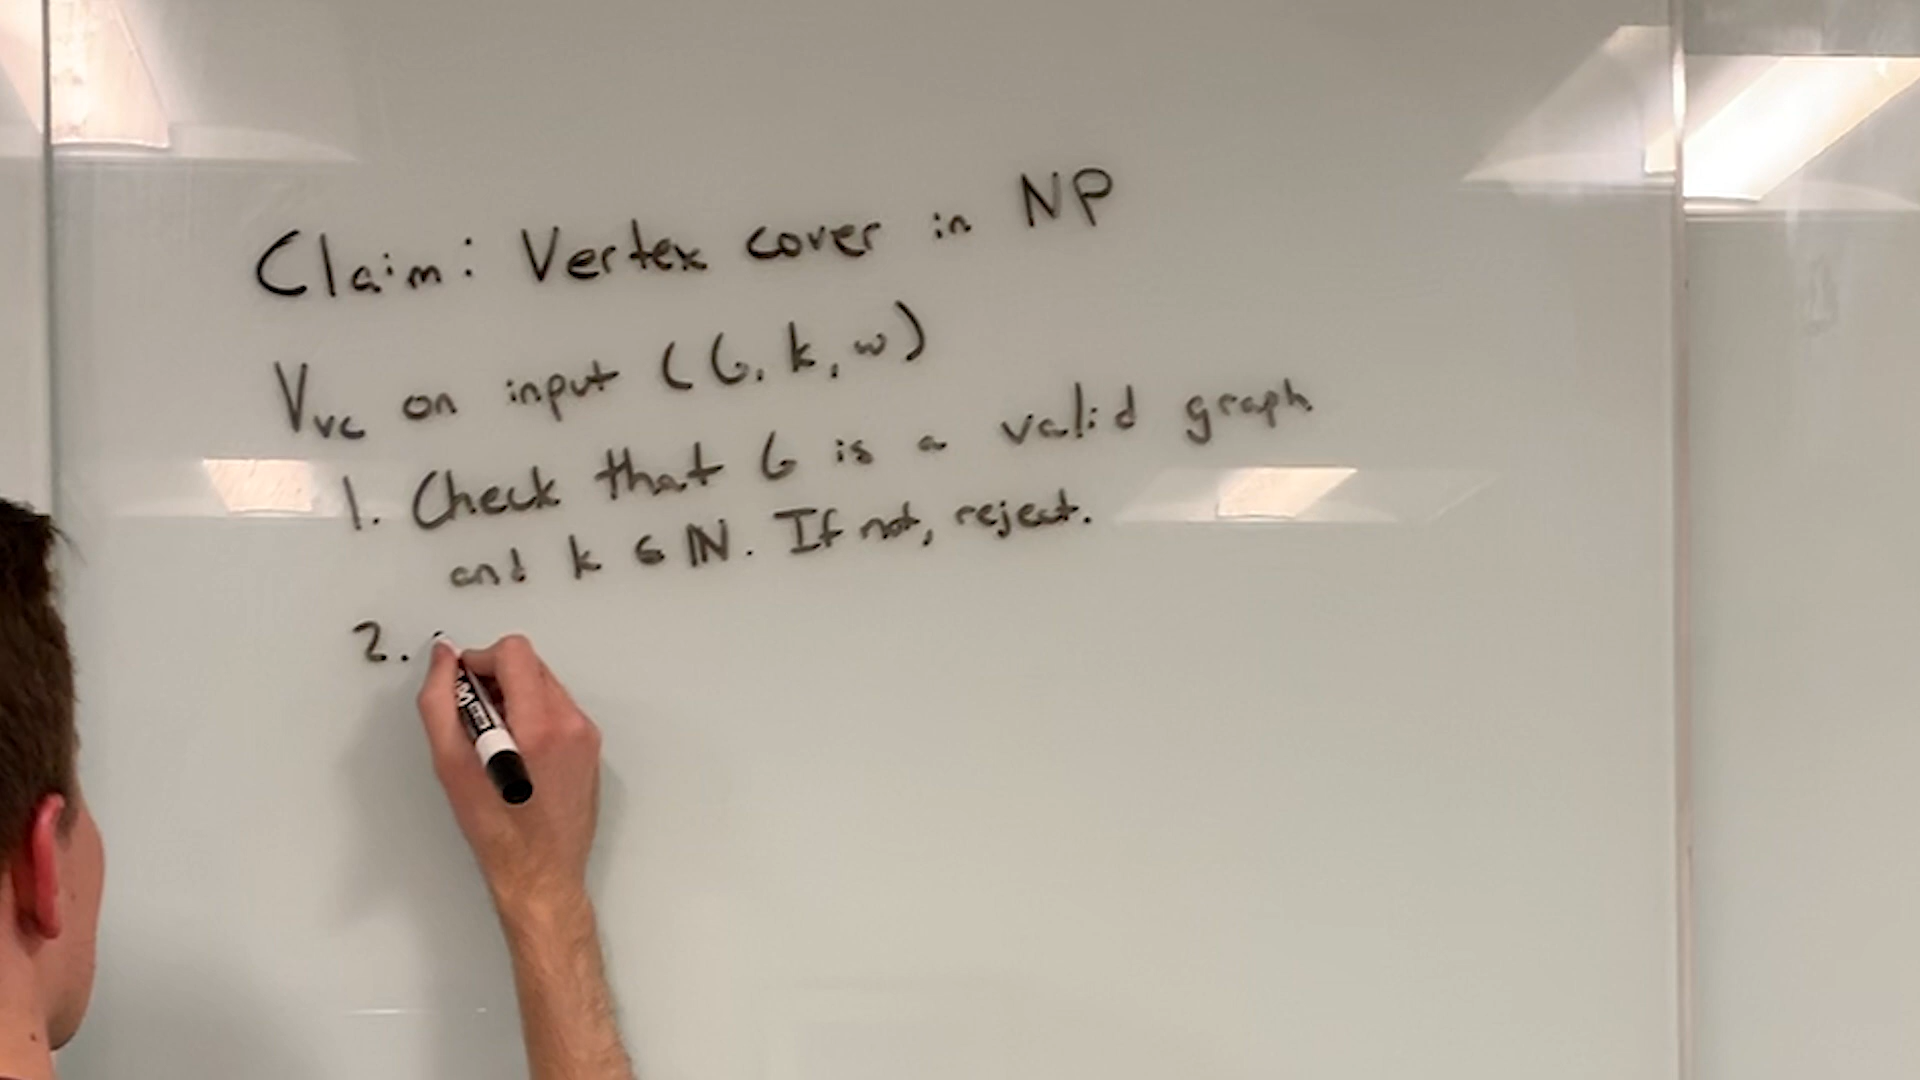 Claim: Vertex cover in NP
Vvc on input (G, k, w)
1. Check that G is a valid graph
and k ∈ ℕ. If not, reject.
2.